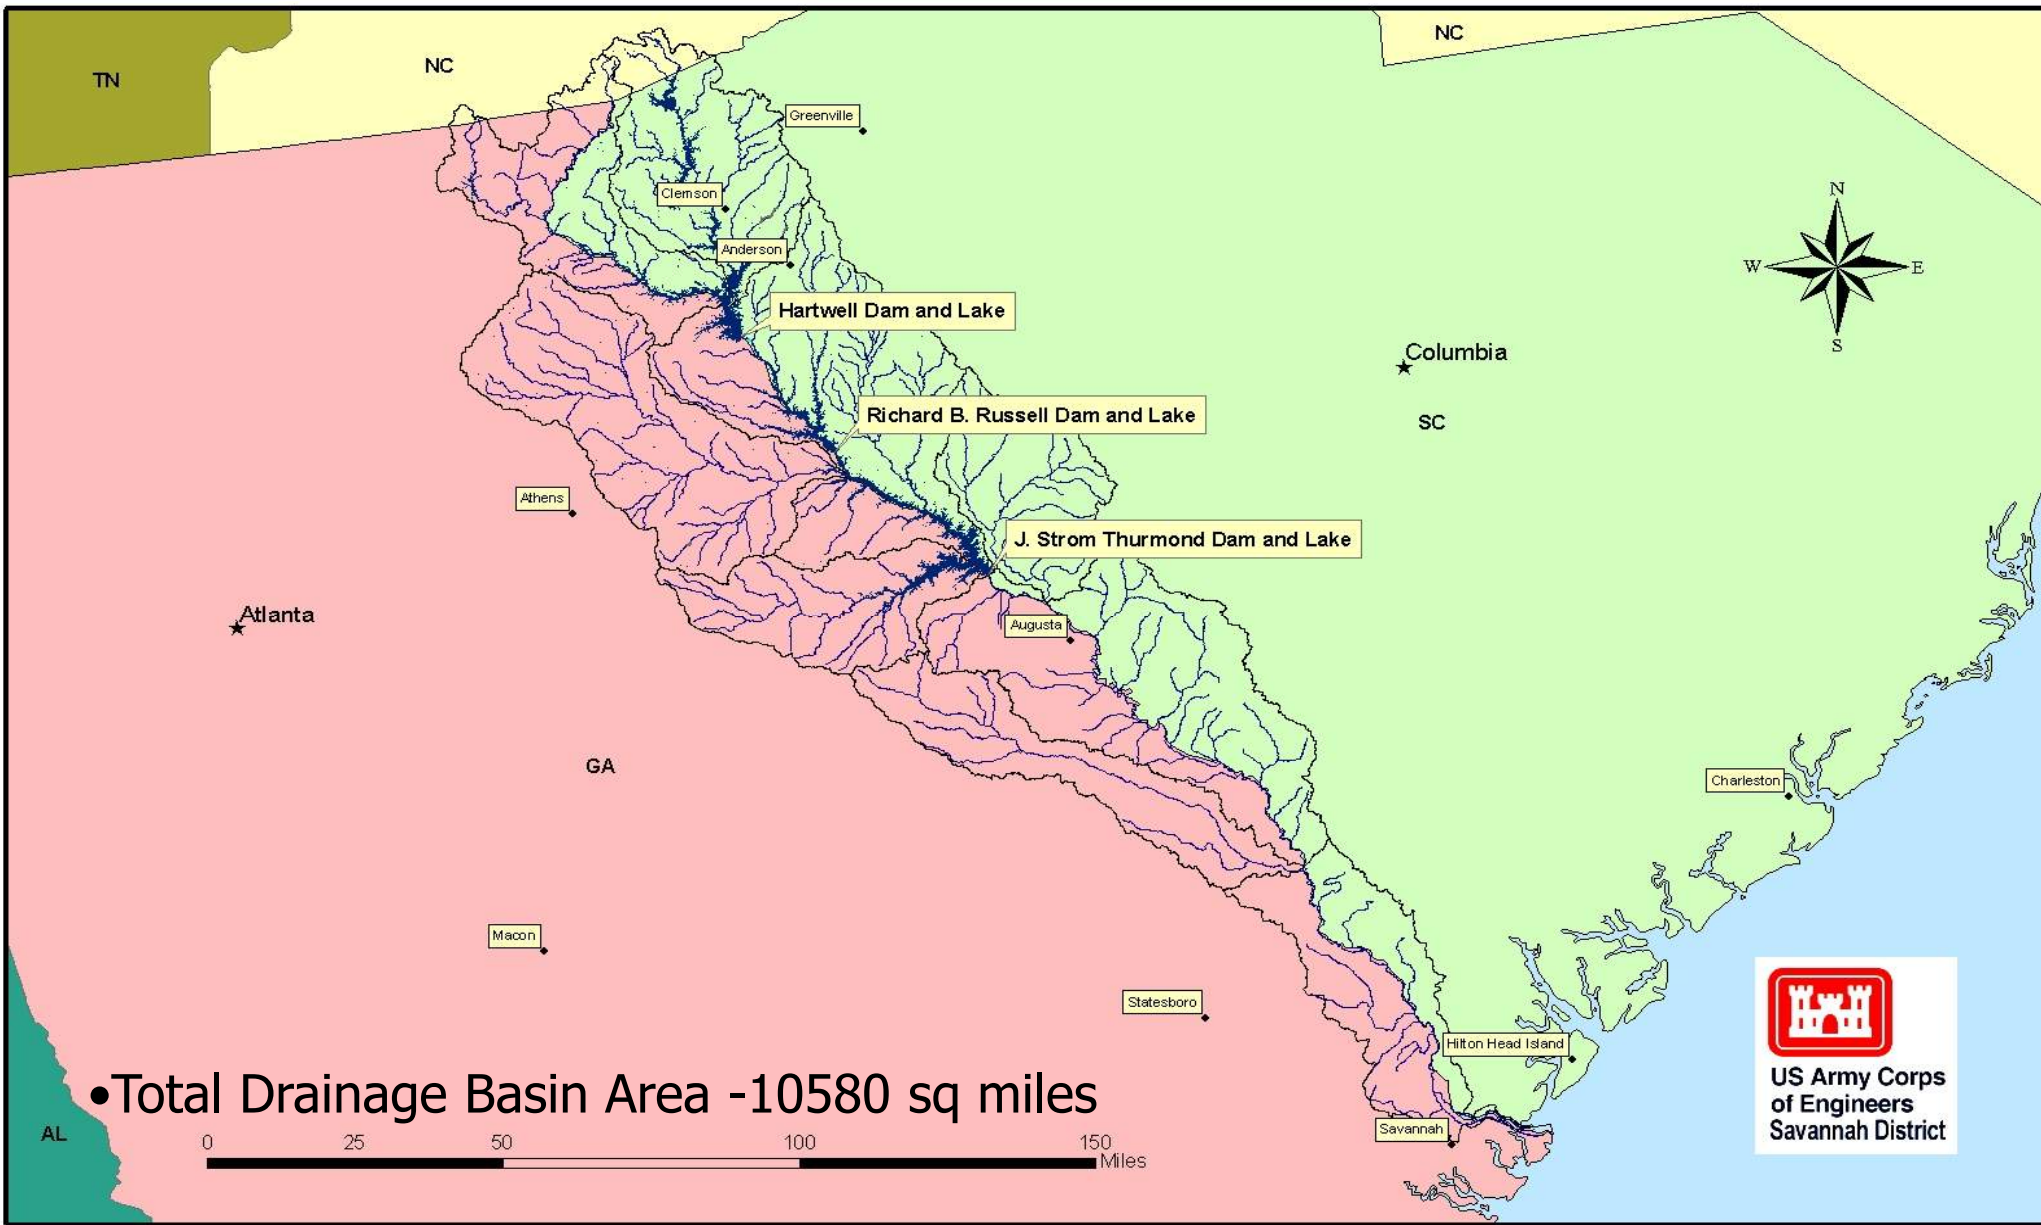 NC
NC
TN
Greenville
Clemson
N
Anderson
W
E
Hartwell Dam and Lake
S
Columbia
Richard B. Russell Dam and Lake
SC
Athens
J. Strom Thurmond Dam and Lake
Atlanta
Augusta
GA
Charleston
Macon
Statesboro
Hilton Head Island
US Army Corps
of Engineers
Savannah District
•Total Drainage Basin Area -10580 sq miles
AL
Savannah
0 25 50 100 150
Miles